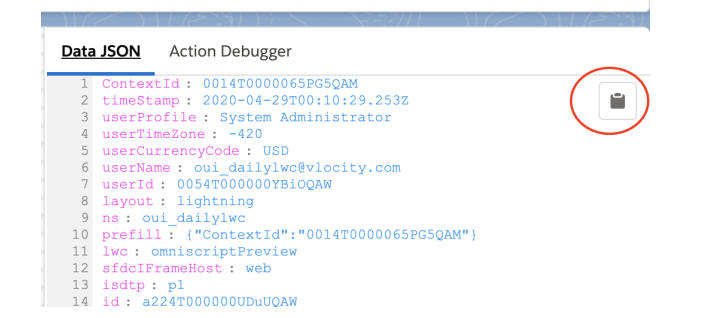 Data JSON Action Debugger
1 ContextId : 0014T0000065PG5QAM
2 timeStamp : 2020-04-29T00:10:29.253Z
3 userProfile : System Administrator
4 userTimeZone : -420
5 userCurrencyCode : USD
6 userName : oui_dailylwc@vlocity.com
7 userId : 0054T000000YBiOQAW
8 layout : lightning
9 ns : oui_dailylwc
10 prefill : {"ContextId":"0014T0000065PG5QAM"}
11 lwc : omniscriptPreview
12 sfdcIFrameHost : web
13 isdtp : p1
14 id : a224T000000UDuUQAW